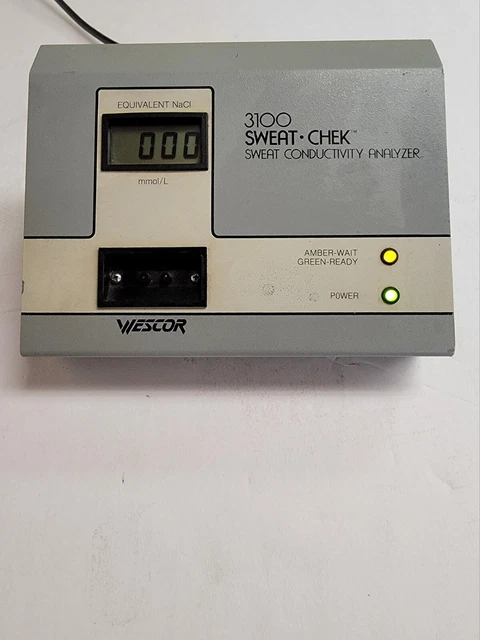 EQUIVALENT NaCl
000
mmol/L
3100
SWEAT·CHEK™
SWEAT CONDUCTIVITY ANALYZER
AMBER-WAIT
GREEN-READY
POWER
WESCOR